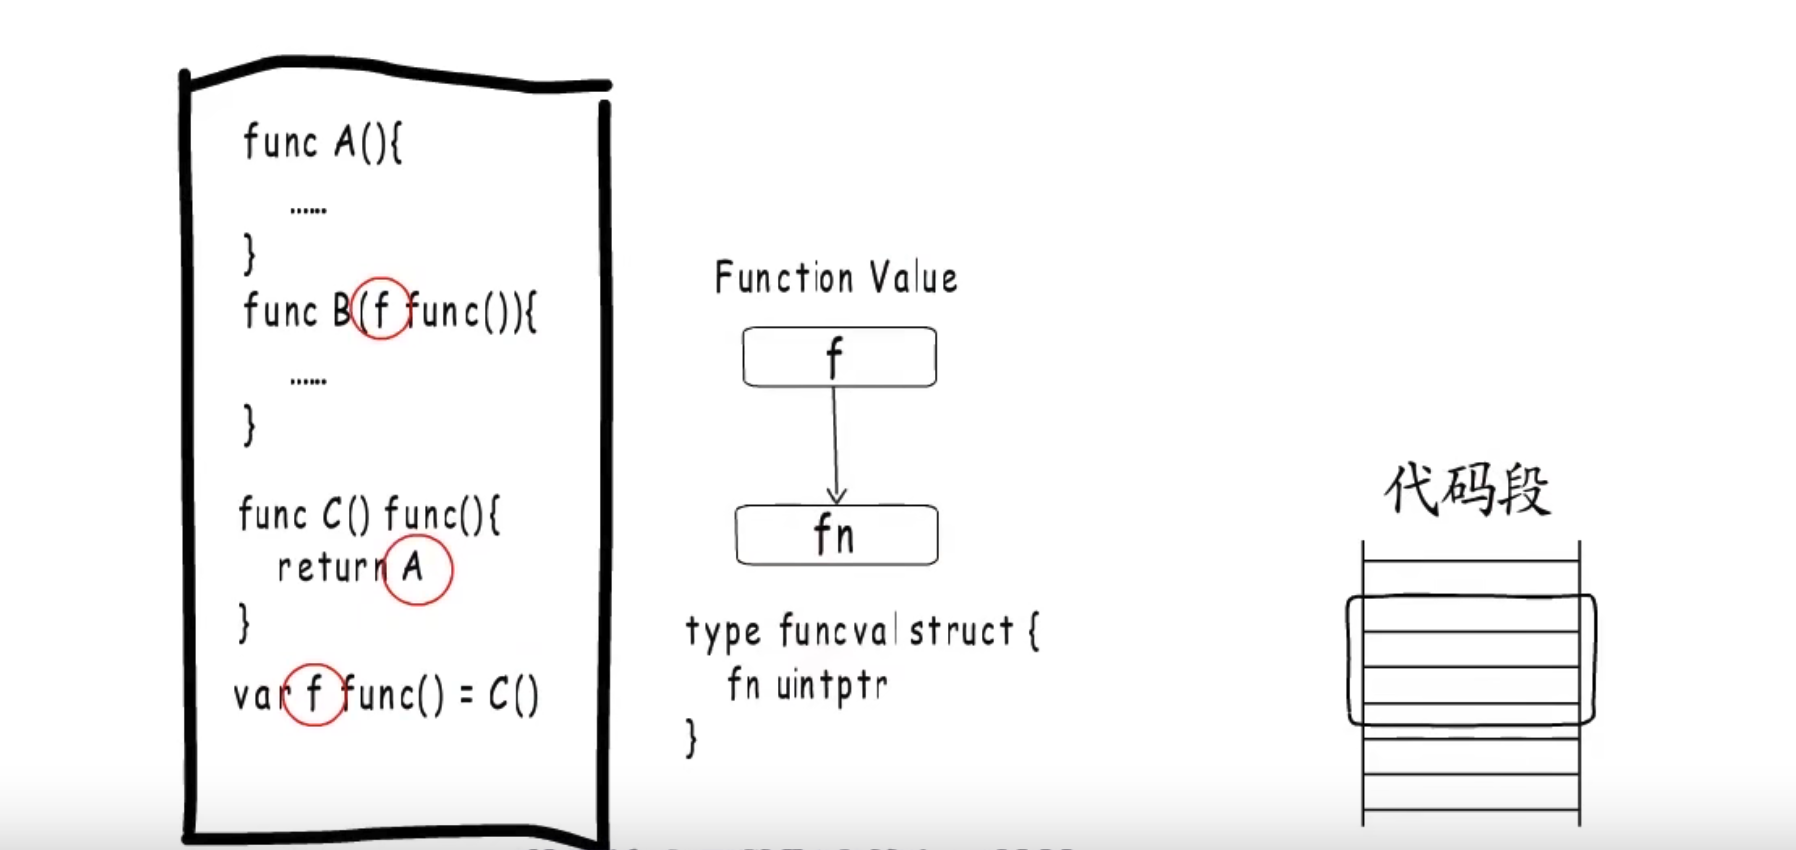 func A(){
......
}
func B(f func()){
......
}
func C() func(){
return A
}
var f func() = C()
Function Value
f
fn
type funcval struct {
fn uintptr
}
代码段